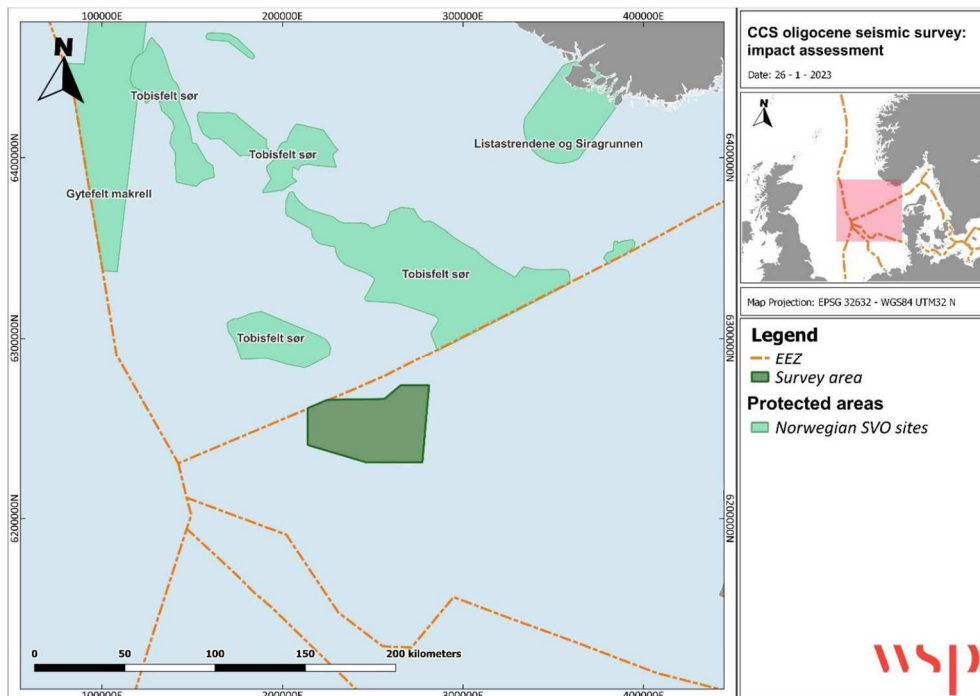 100000E 200000E 300000E 400000E
N
Tobisfelt sør
Tobisfelt sør
Listastrendene og Siragrunnen
Gytefelt makrell
Tobisfelt sør
Tobisfelt sør
6400000N 6400000N
6300000N 6300000N
6200000N 6200000N
0 50 100 150 200 kilometers
100000E 200000E 300000E 400000E
CCS oligocene seismic survey:
impact assessment
Date: 26 - 1 - 2023
N
Map Projection: EPSG 32632 - WGS84 UTM32 N
Legend
EEZ
Survey area
Protected areas
Norwegian SVO sites
wsp